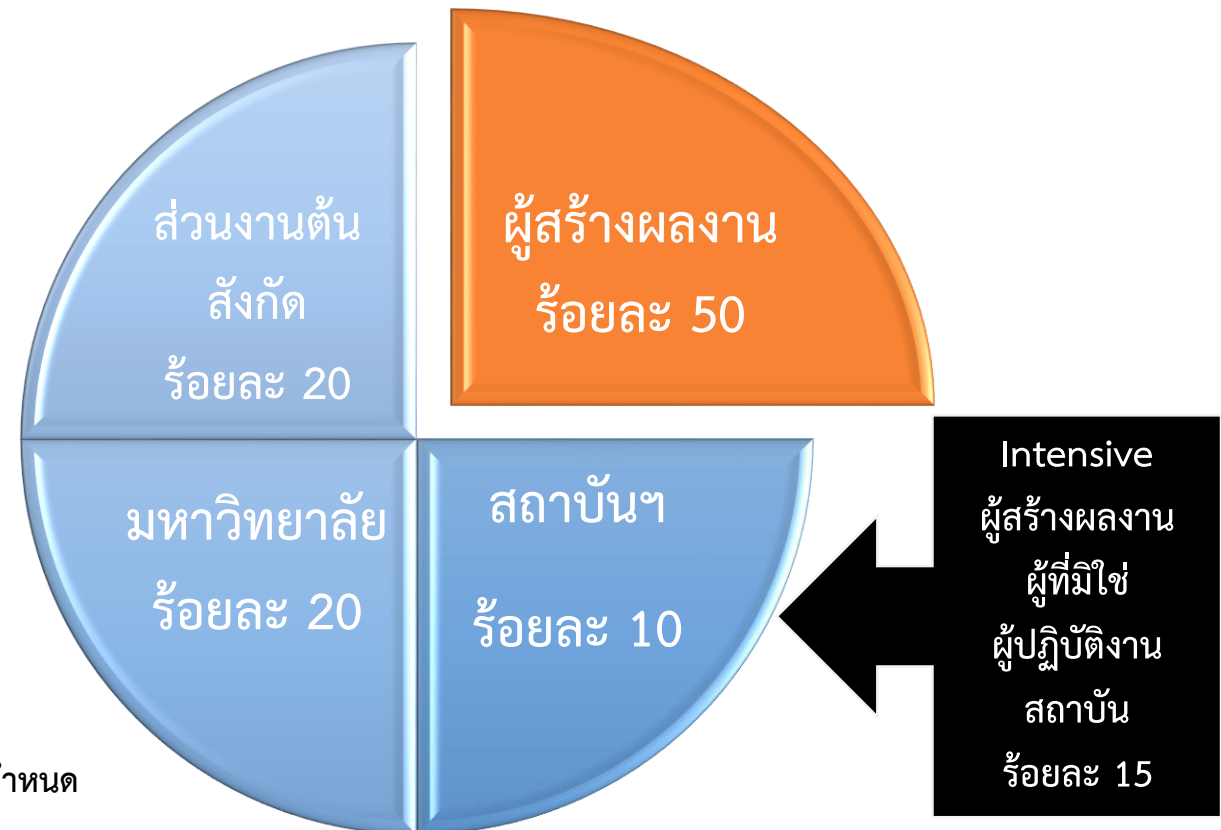 ส่วนงานต้น
สังกัด
ร้อยละ 20
ผู้สร้างผลงาน
ร้อยละ 50
มหาวิทยาลัย
ร้อยละ 20
สถาบันฯ
ร้อยละ 10
Intensive
ผู้สร้างผลงาน
ผู้ที่มิใช่
ผู้ปฏิบัติงาน
สถาบัน
ร้อยละ 15